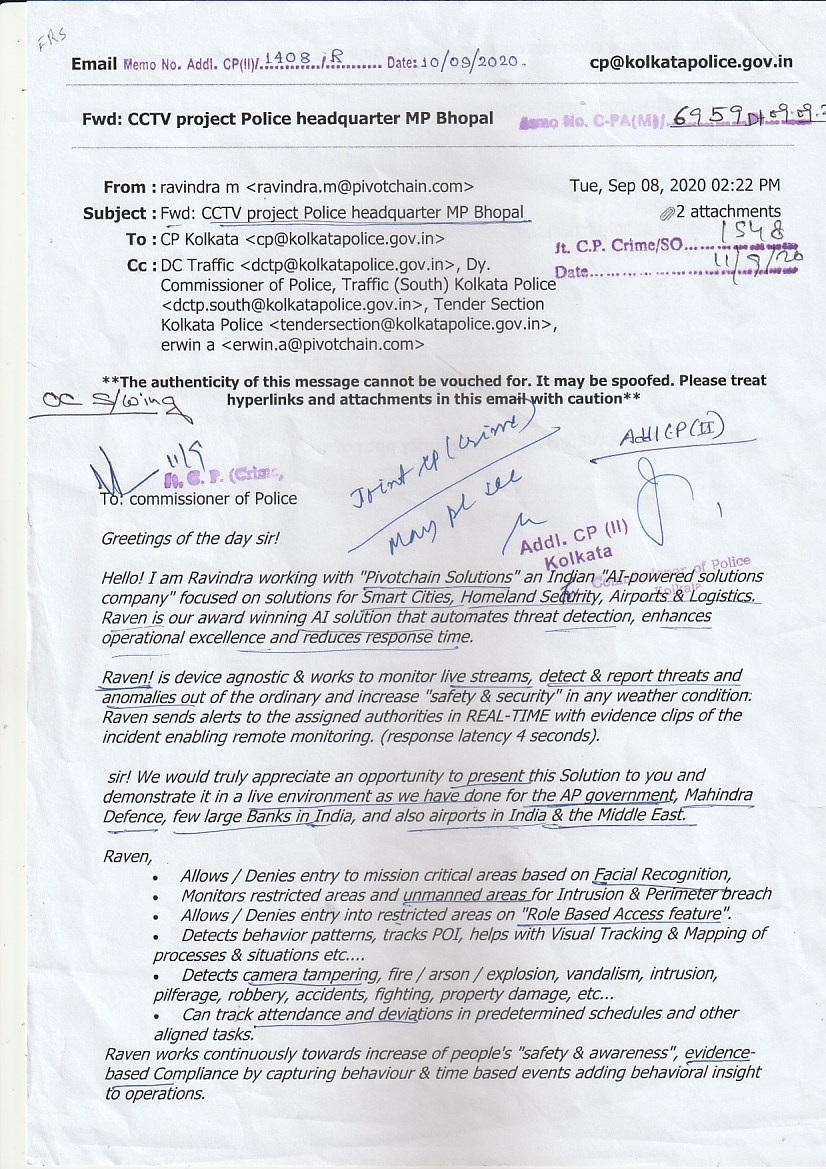 FRS
Email Memo No. Addl. CP(II)/..1408../R.......... Date: 10/09/2020. cp@kolkatapolice.gov.in
Fwd: CCTV project Police headquarter MP Bhopal Memo No. C-PA(M)/ 6959 Dt 09.09.2
From : ravindra m <ravindra.m@pivotchain.com> Tue, Sep 08, 2020 02:22 PM
Subject : Fwd: CCTV project Police headquarter MP Bhopal 2 attachments
To : CP Kolkata <cp@kolkatapolice.gov.in> Jt. C.P. Crime/SO...... 1548
Cc : DC Traffic <dctp@kolkatapolice.gov.in>, Dy. Date........ 11/9/20
Commissioner of Police, Traffic (South) Kolkata Police
<dctp.south@kolkatapolice.gov.in>, Tender Section
Kolkata Police <tendersection@kolkatapolice.gov.in>,
erwin a <erwin.a@pivotchain.com>
**The authenticity of this message cannot be vouched for. It may be spoofed. Please treat
hyperlinks and attachments in this email with caution**
OC S/Wing
11/9
Jt. C. P. (Crime)
Joint CP (Crime)
May pl see
Addl CP (II)
Addl. CP (II)
Kolkata
Commissioner of Police
Kolkata
To: commissioner of Police
Greetings of the day sir!
Hello! I am Ravindra working with "Pivotchain Solutions" an Indian "AI-powered solutions
company" focused on solutions for Smart Cities, Homeland Security, Airports & Logistics.
Raven is our award winning AI solution that automates threat detection, enhances
operational excellence and reduces response time.
Raven! is device agnostic & works to monitor live streams, detect & report threats and
anomalies out of the ordinary and increase "safety & security" in any weather condition.
Raven sends alerts to the assigned authorities in REAL-TIME with evidence clips of the
incident enabling remote monitoring. (response latency 4 seconds).
sir! We would truly appreciate an opportunity to present this Solution to you and
demonstrate it in a live environment as we have done for the AP government, Mahindra
Defence, few large Banks in India, and also airports in India & the Middle East.
Raven,
• Allows / Denies entry to mission critical areas based on Facial Recognition,
• Monitors restricted areas and unmanned areas for Intrusion & Perimeter breach
• Allows / Denies entry into restricted areas on "Role Based Access feature".
• Detects behavior patterns, tracks POI, helps with Visual Tracking & Mapping of
processes & situations etc....
• Detects camera tampering, fire / arson / explosion, vandalism, intrusion,
pilferage, robbery, accidents, fighting, property damage, etc...
• Can track attendance and deviations in predetermined schedules and other
aligned tasks.
Raven works continuously towards increase of people's "safety & awareness", evidence-
based Compliance by capturing behaviour & time based events adding behavioral insight
to operations.